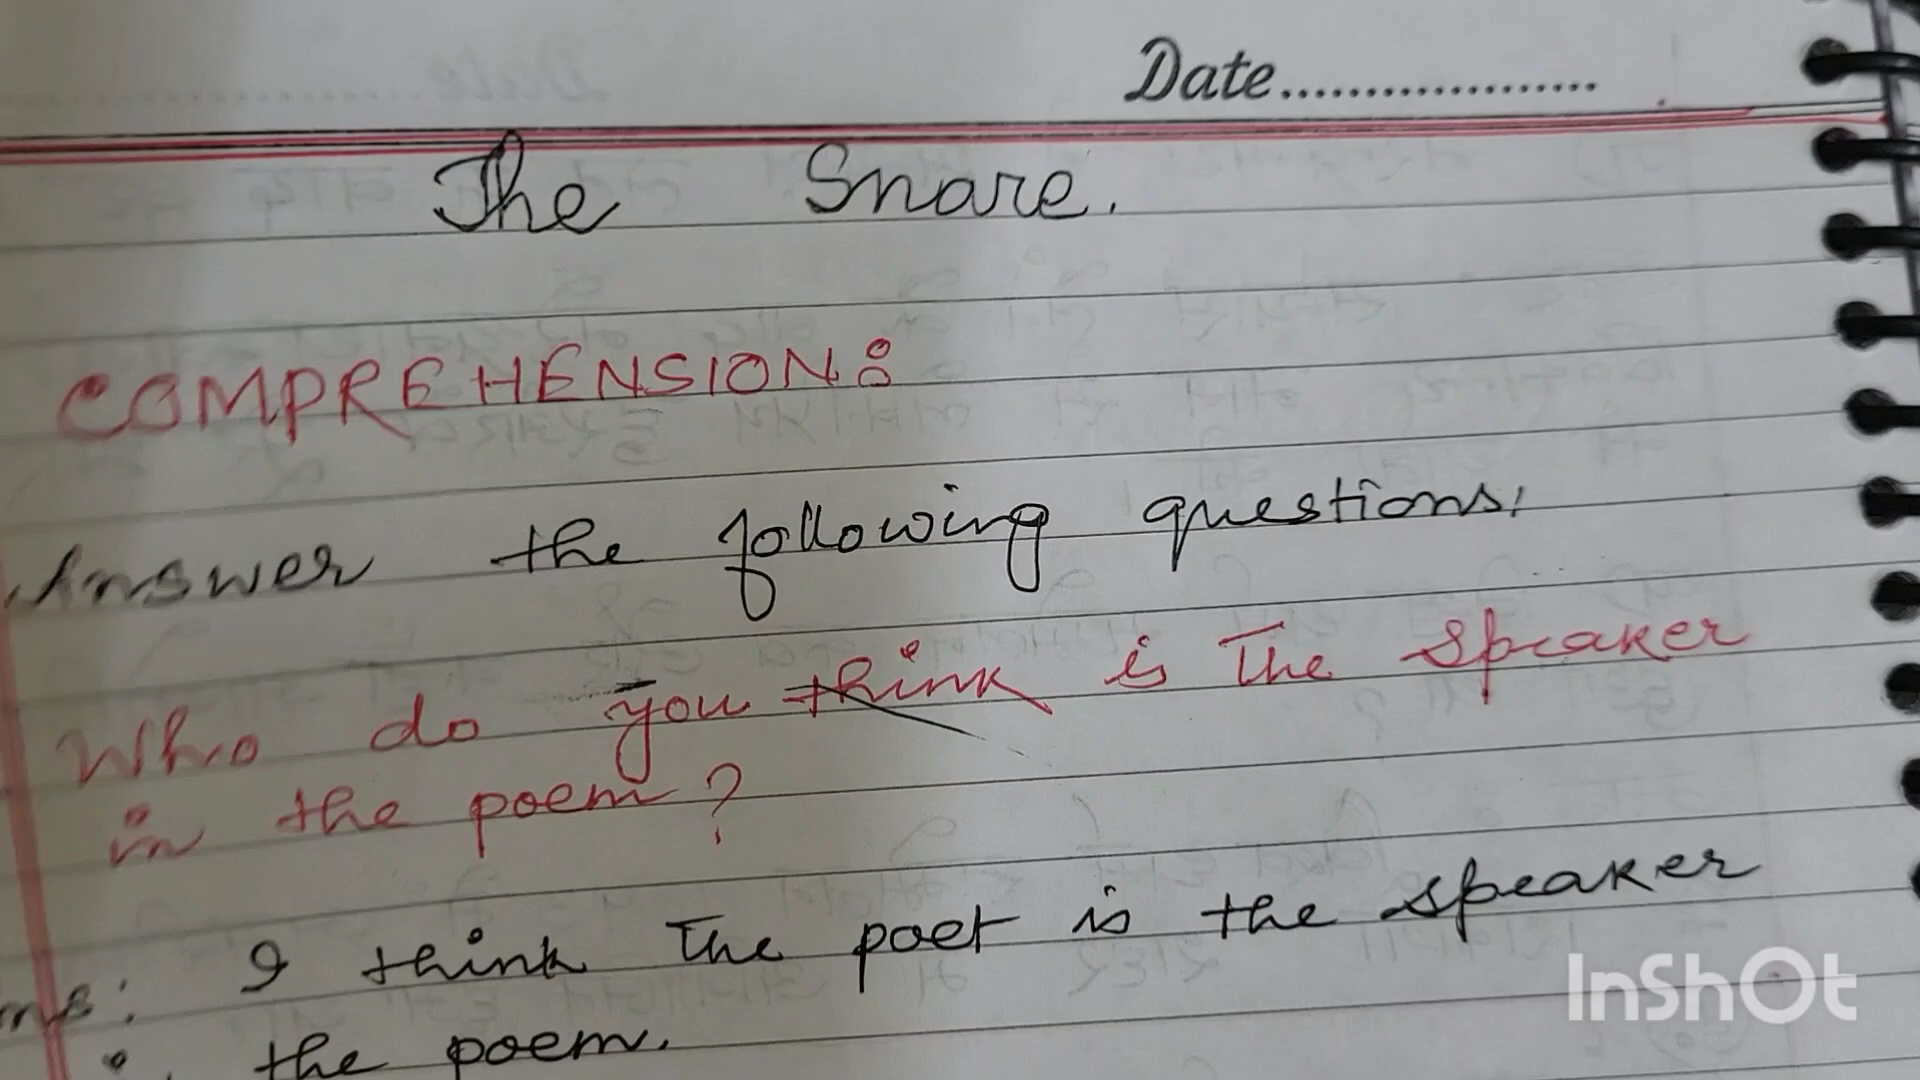 Date...................
The Snare.
COMPREHENSION:
Answer the following questions.
Who do you think is the speaker
in the poem?
Ans: I think the poet is the speaker
the poem.
InShOt